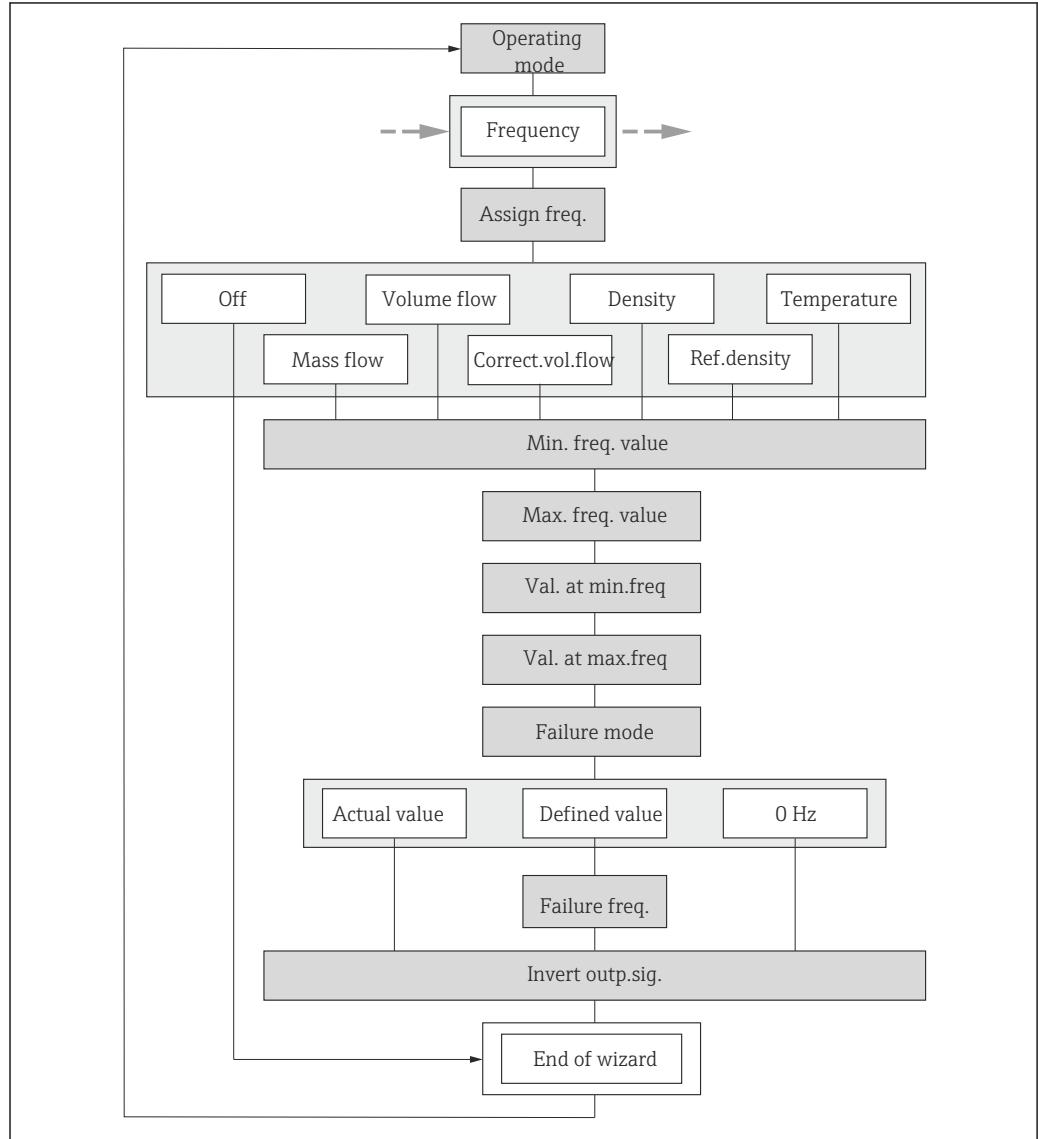 Operating
mode
Frequency
Assign freq.
Off
Volume flow
Density
Temperature
Mass flow
Correct.vol.flow
Ref.density
Min. freq. value
Max. freq. value
Val. at min.freq
Val. at max.freq
Failure mode
Actual value
Defined value
0 Hz
Failure freq.
Invert outp.sig.
End of wizard